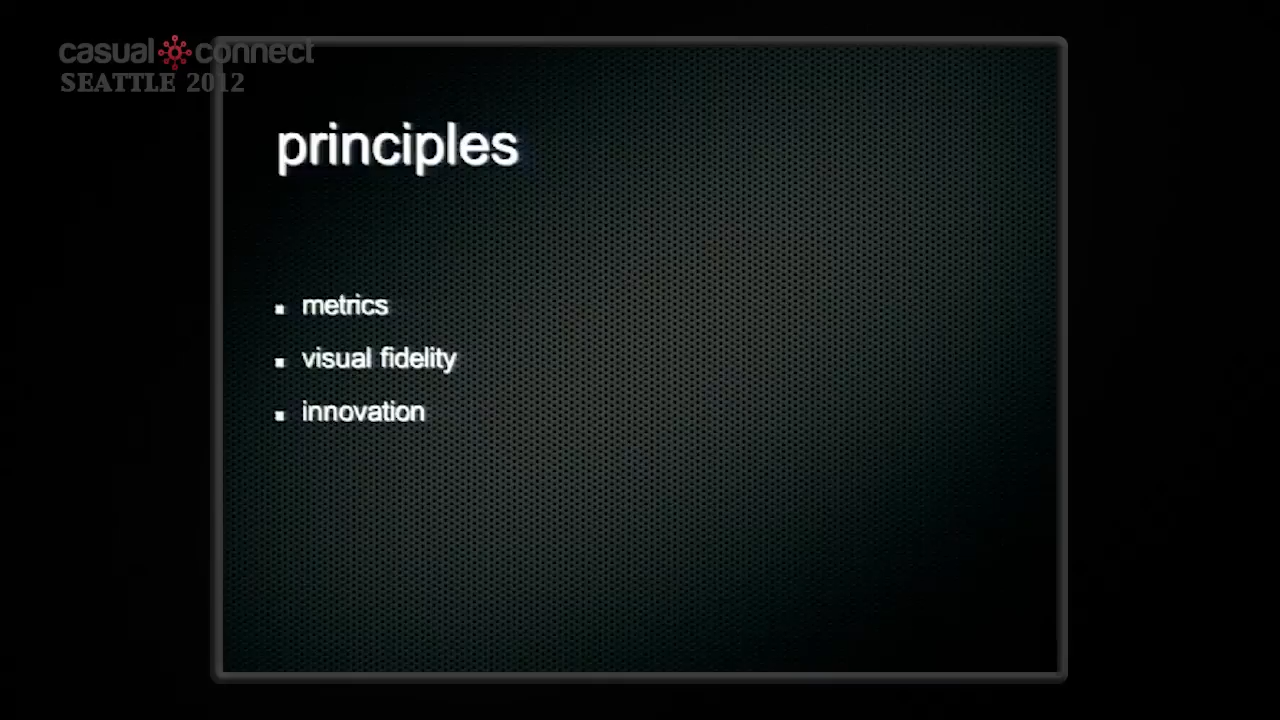 casual connect
SEATTLE 2012
principles
metrics
visual fidelity
innovation